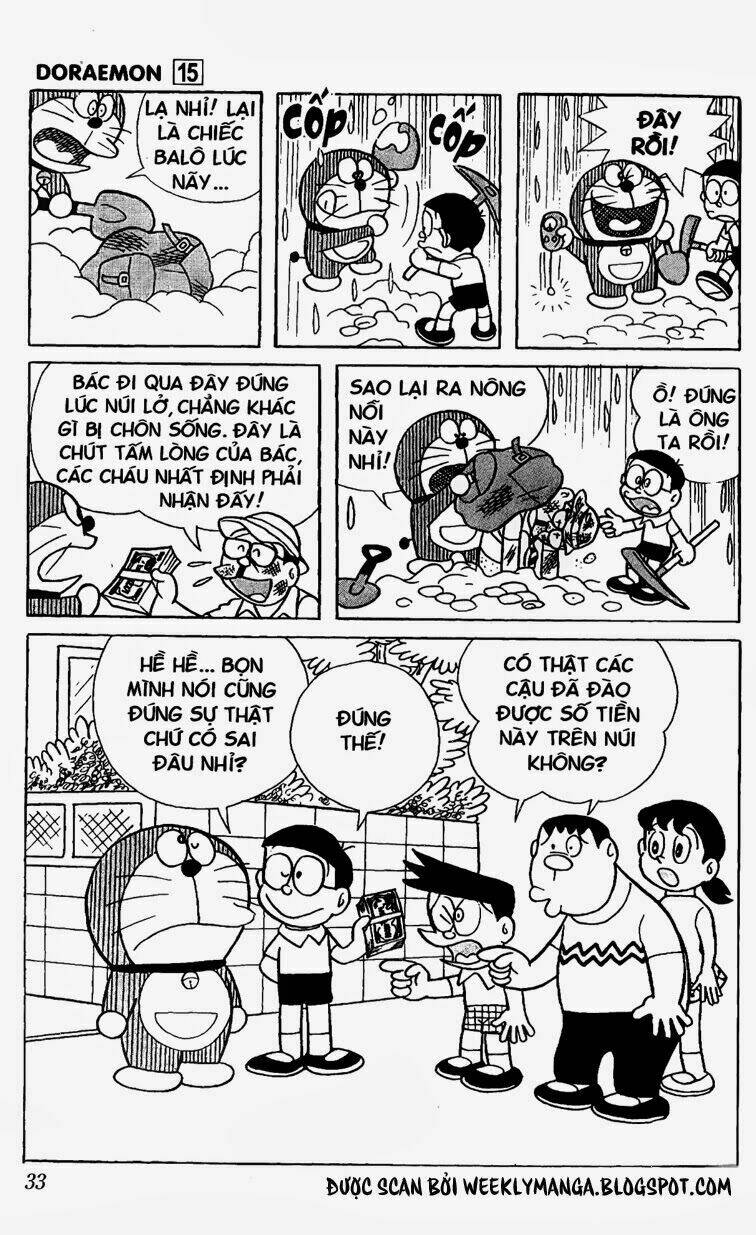 DORAEMON 15
ĐÂY
RỒI!
CỐP
CỐP
LẠ NHỈ! LẠI
LÀ CHIẾC
BALÔ LÚC
NÃY...
Ồ! ĐÚNG
LÀ ÔNG
TA RỒI!
SAO LẠI RA NÔNG
NỖI
NÀY
NHỈ!
BÁC ĐI QUA ĐÂY ĐÚNG
LÚC NÚI LỞ, CHẲNG KHÁC
GÌ BỊ CHÔN SỐNG. ĐÂY LÀ
CHÚT TẤM LÒNG CỦA BÁC,
CÁC CHÁU NHẤT ĐỊNH PHẢI
NHẬN ĐẤY!
CÓ THẬT CÁC
CẬU ĐÃ ĐÀO
ĐƯỢC SỐ TIỀN
NÀY TRÊN NÚI
KHÔNG?
ĐÚNG
THẾ!
HỀ HỀ... BỌN
MÌNH NÓI CŨNG
ĐÚNG SỰ THẬT
CHỨ CÓ SAI
ĐÂU NHỈ?
33
ĐƯỢC SCAN BỞI WEEKLYMANGA.BLOGSPOT.COM